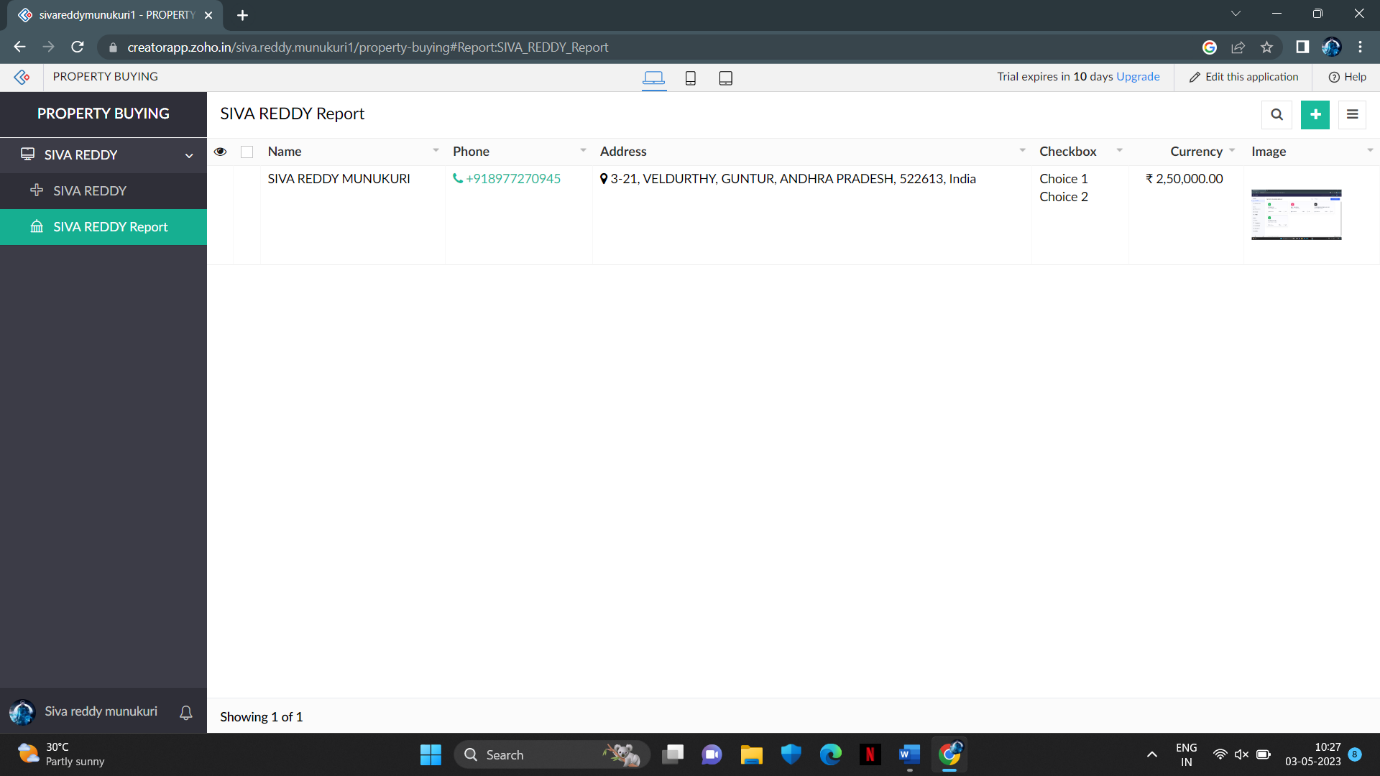 sivareddymunukuri1 - PROPERTY
creatorapp.zoho.in/siva.reddy.munukuri1/property-buying#Report:SIVA_REDDY_Report
PROPERTY BUYING
Trial expires in 10 days Upgrade
Edit this application
Help
PROPERTY BUYING
SIVA REDDY
SIVA REDDY
SIVA REDDY Report
SIVA REDDY Report
Name Phone Address Checkbox Currency Image
SIVA REDDY MUNUKURI +918977270945 3-21, VELDURTHY, GUNTUR, ANDHRA PRADESH, 522613, India Choice 1 ₹ 2,50,000.00
Choice 2
Showing 1 of 1
Siva reddy munukuri
30°C
Partly sunny
Search
N
W
ENG
IN
10:27
03-05-2023
8